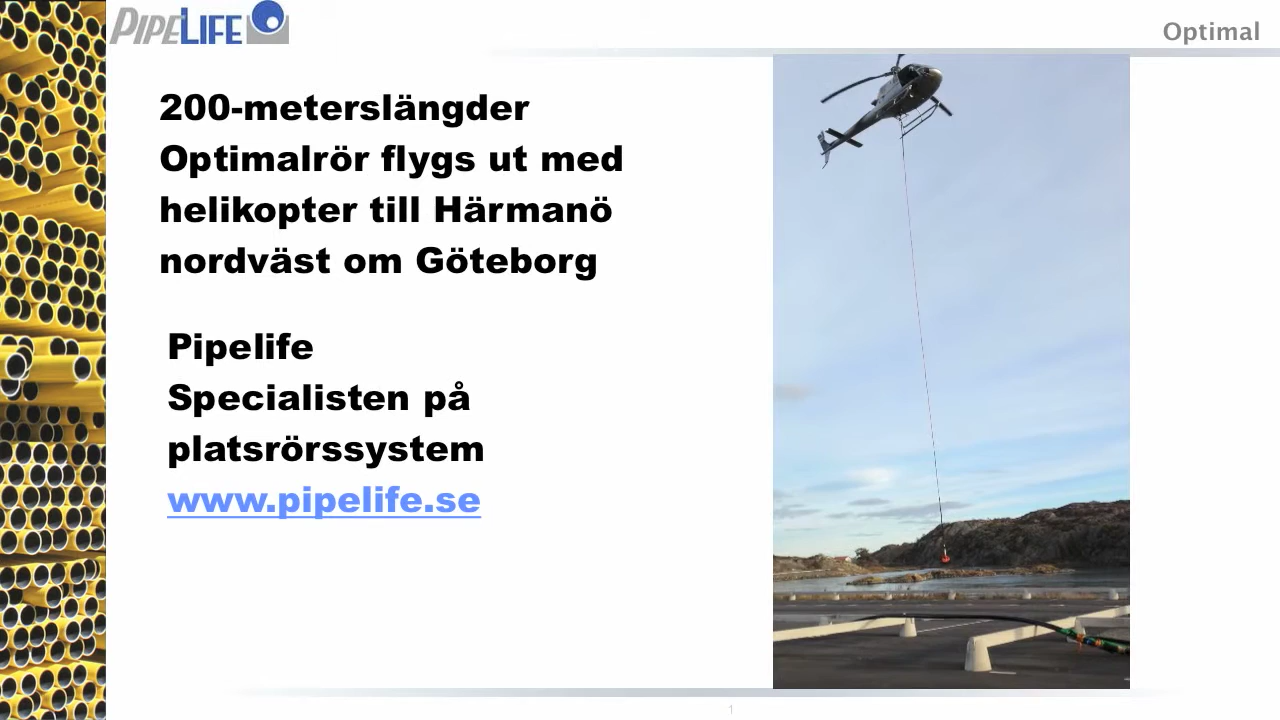 PIPELIFE
Optimal
200-meterslängder
Optimalrör flygs ut med
helikopter till Härmanö
nordväst om Göteborg
Pipelife
Specialisten på
platsrörssystem
www.pipelife.se
1